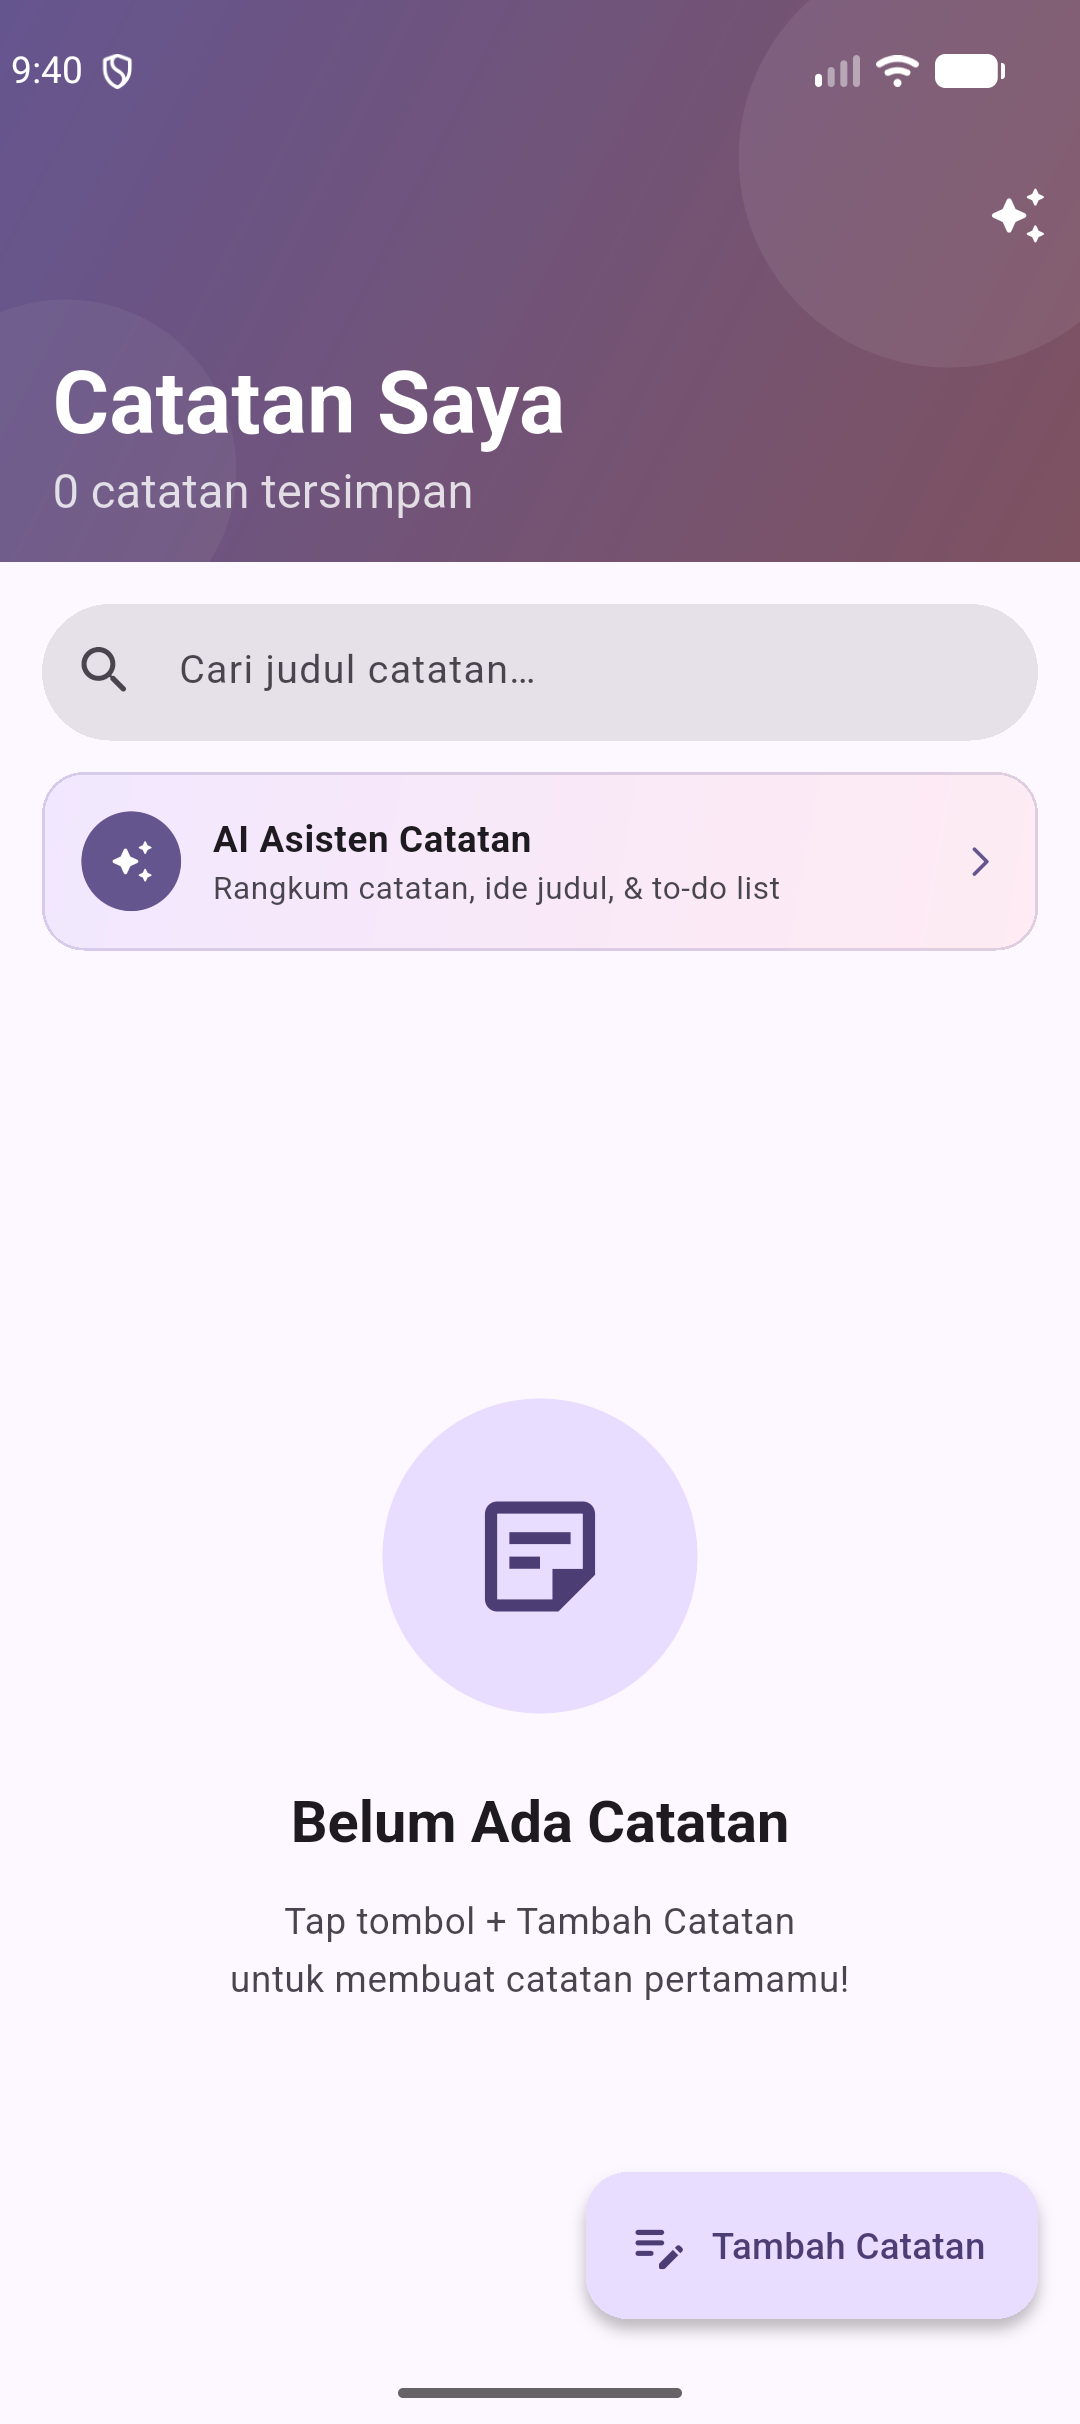 9:40
Catatan Saya
0 catatan tersimpan
Cari judul catatan...
AI Asisten Catatan
Rangkum catatan, ide judul, & to-do list
Belum Ada Catatan
Tap tombol + Tambah Catatan
untuk membuat catatan pertamamu!
Tambah Catatan